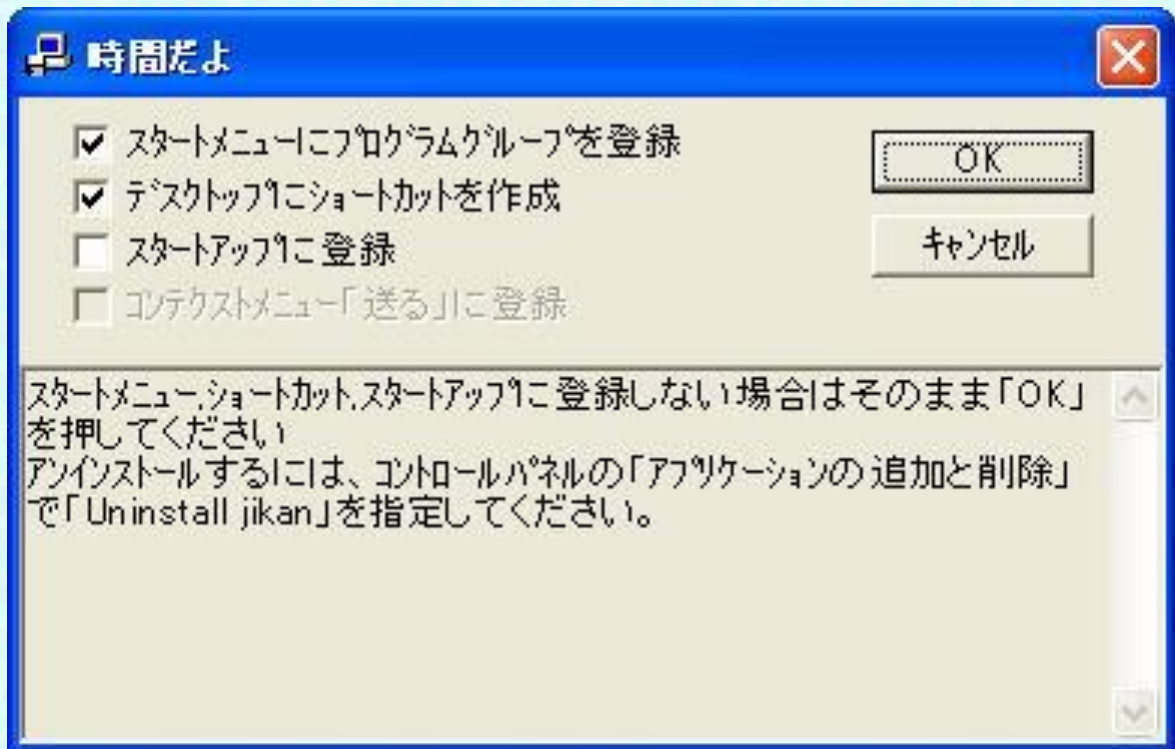 時間だよ
スタートメニューにプログラムグループを登録
デスクトップにショートカットを作成
スタートアップに登録
コンテクストメニュー「送る」に登録
OK
キャンセル
スタートメニュー,ショートカット,スタートアップに登録しない場合はそのまま「OK」
を押してください
アンインストールするには、コントロールパネルの「アプリケーションの追加と削除」
で「Uninstall jikan」を指定してください。